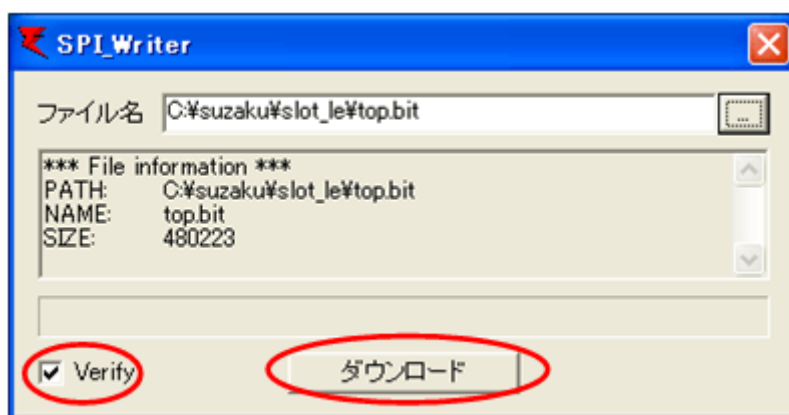 SPI_Writer
ファイル名 C:¥suzaku¥slot_le¥top.bit ...
*** File information ***
PATH: C:¥suzaku¥slot_le¥top.bit
NAME: top.bit
SIZE: 480223
Verify ダウンロード